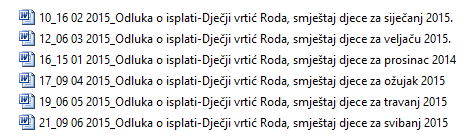 10_16 02 2015_Odluka o isplati-Dječji vrtić Roda, smještaj djece za siječanj 2015.
12_06 03 2015_Odluka o isplati-Dječji vrtić Roda, smještaj djece za veljaču 2015.
16_15 01 2015_Odluka o isplati-Dječji vrtić Roda, smještaj djece za prosinac 2014
17_09 04 2015_Odluka o isplati-Dječji vrtić Roda, smještaj djece za ožujak 2015
19_06 05 2015_Odluka o isplati-Dječji vrtić Roda, smještaj djece za travanj 2015
21_09 06 2015_Odluka o isplati-Dječji vrtić Roda, smještaj djece za svibanj 2015